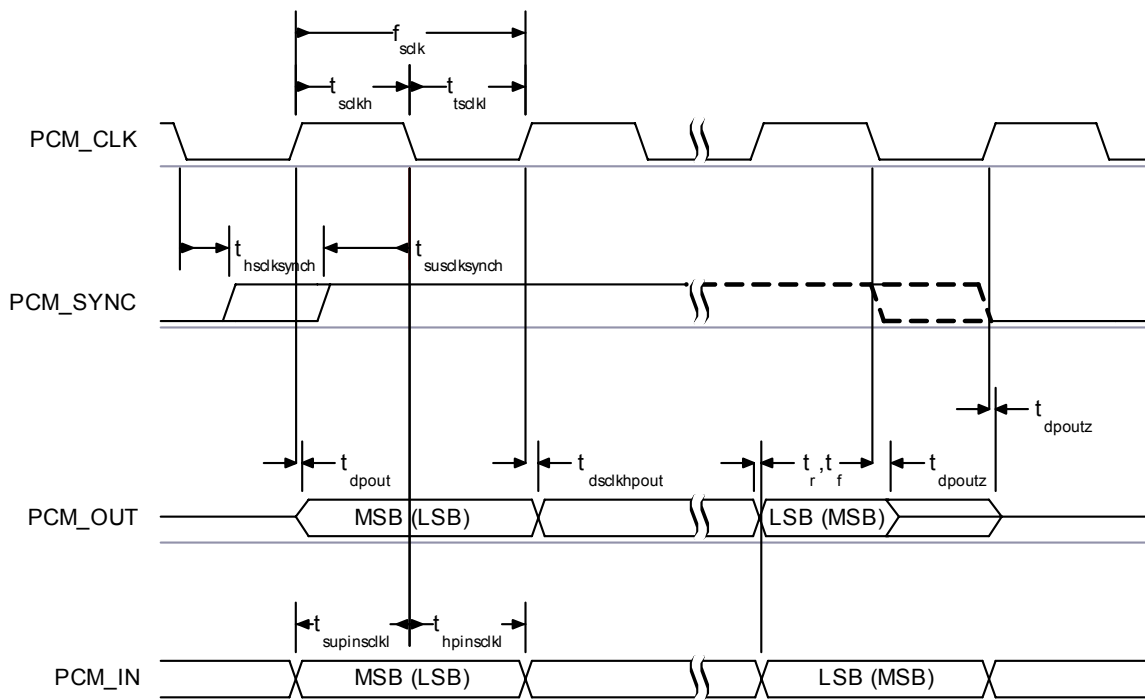 f sclk
t sclkh
t tsclkl
PCM_CLK
t hsclksynch
t susclksynch
PCM_SYNC
t dpoutz
t dpout
t dsclkhpout
t r ,t f
t dpoutz
PCM_OUT
MSB (LSB)
LSB (MSB)
t supinsclkl
t hpinsclkl
PCM_IN
MSB (LSB)
LSB (MSB)